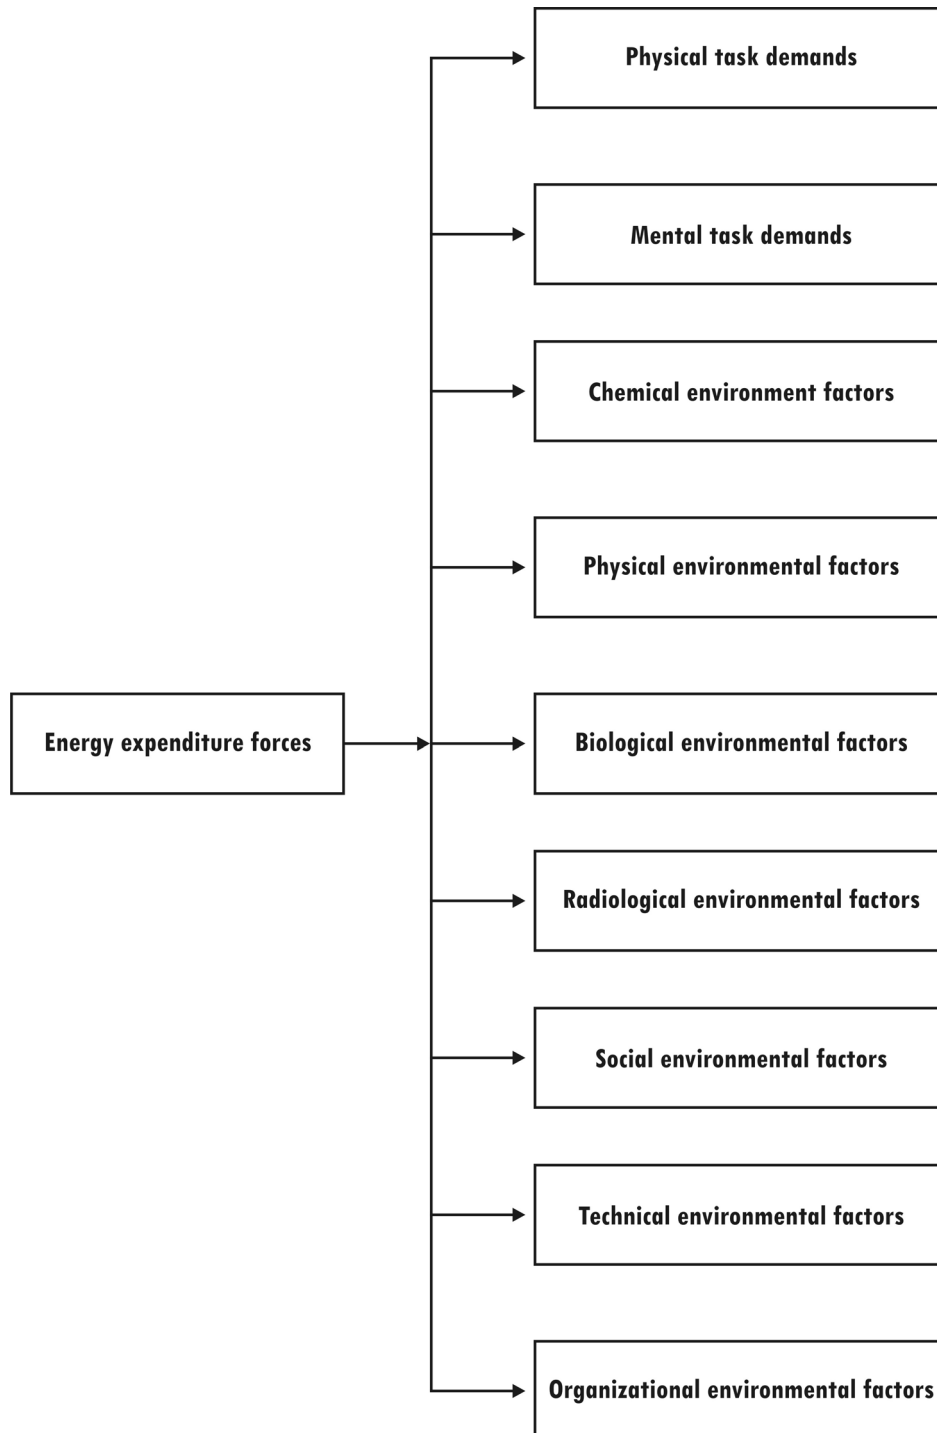 Physical task demands
Mental task demands
Chemical environment factors
Physical environmental factors
Energy expenditure forces
Biological environmental factors
Radiological environmental factors
Social environmental factors
Technical environmental factors
Organizational environmental factors